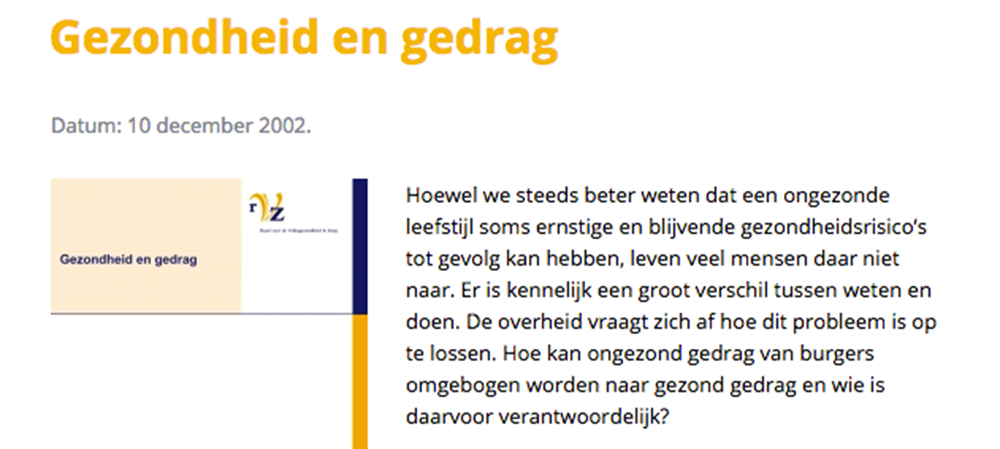 Gezondheid en gedrag
Datum: 10 december 2002.
rvz
Raad voor de Volksgezondheid & Zorg
Gezondheid en gedrag
Hoewel we steeds beter weten dat een ongezonde
leefstijl soms ernstige en blijvende gezondheidsrisico's
tot gevolg kan hebben, leven veel mensen daar niet
naar. Er is kennelijk een groot verschil tussen weten en
doen. De overheid vraagt zich af hoe dit probleem is op
te lossen. Hoe kan ongezond gedrag van burgers
omgebogen worden naar gezond gedrag en wie is
daarvoor verantwoordelijk?